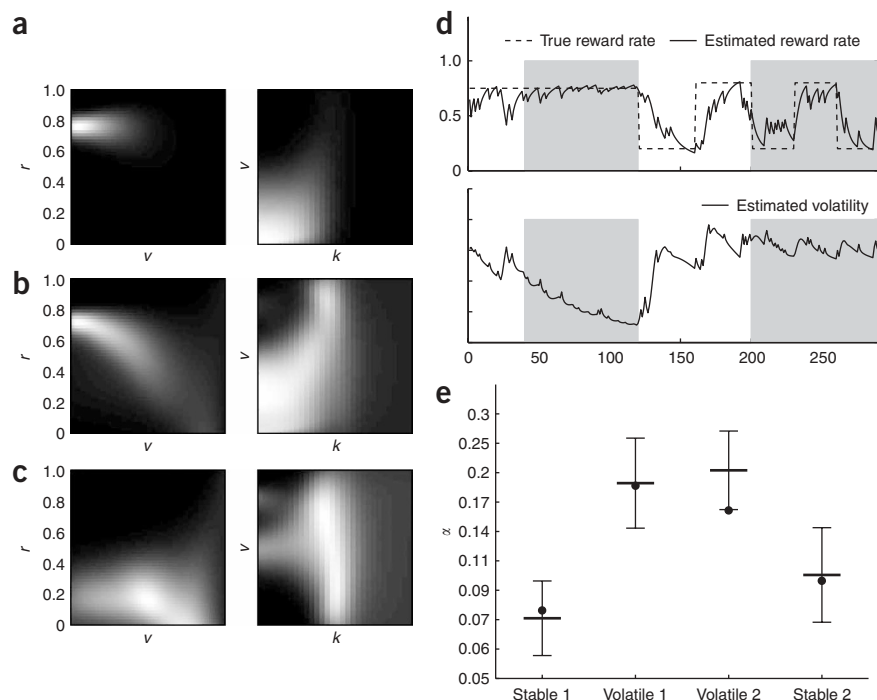 a
1.0
0.8
0.6
0.4
0.2
0
r
v
v
k
b
1.0
0.8
0.6
0.4
0.2
0
r
v
v
k
c
1.0
0.8
0.6
0.4
0.2
0
r
v
v
k
d
True reward rate
Estimated reward rate
1.0
0.5
0
Estimated volatility
0 50 100 150 200 250
e
0.3
0.25
0.2
0.17
0.14
0.11
0.09
0.07
0.06
0.05
α
Stable 1 Volatile 1 Volatile 2 Stable 2